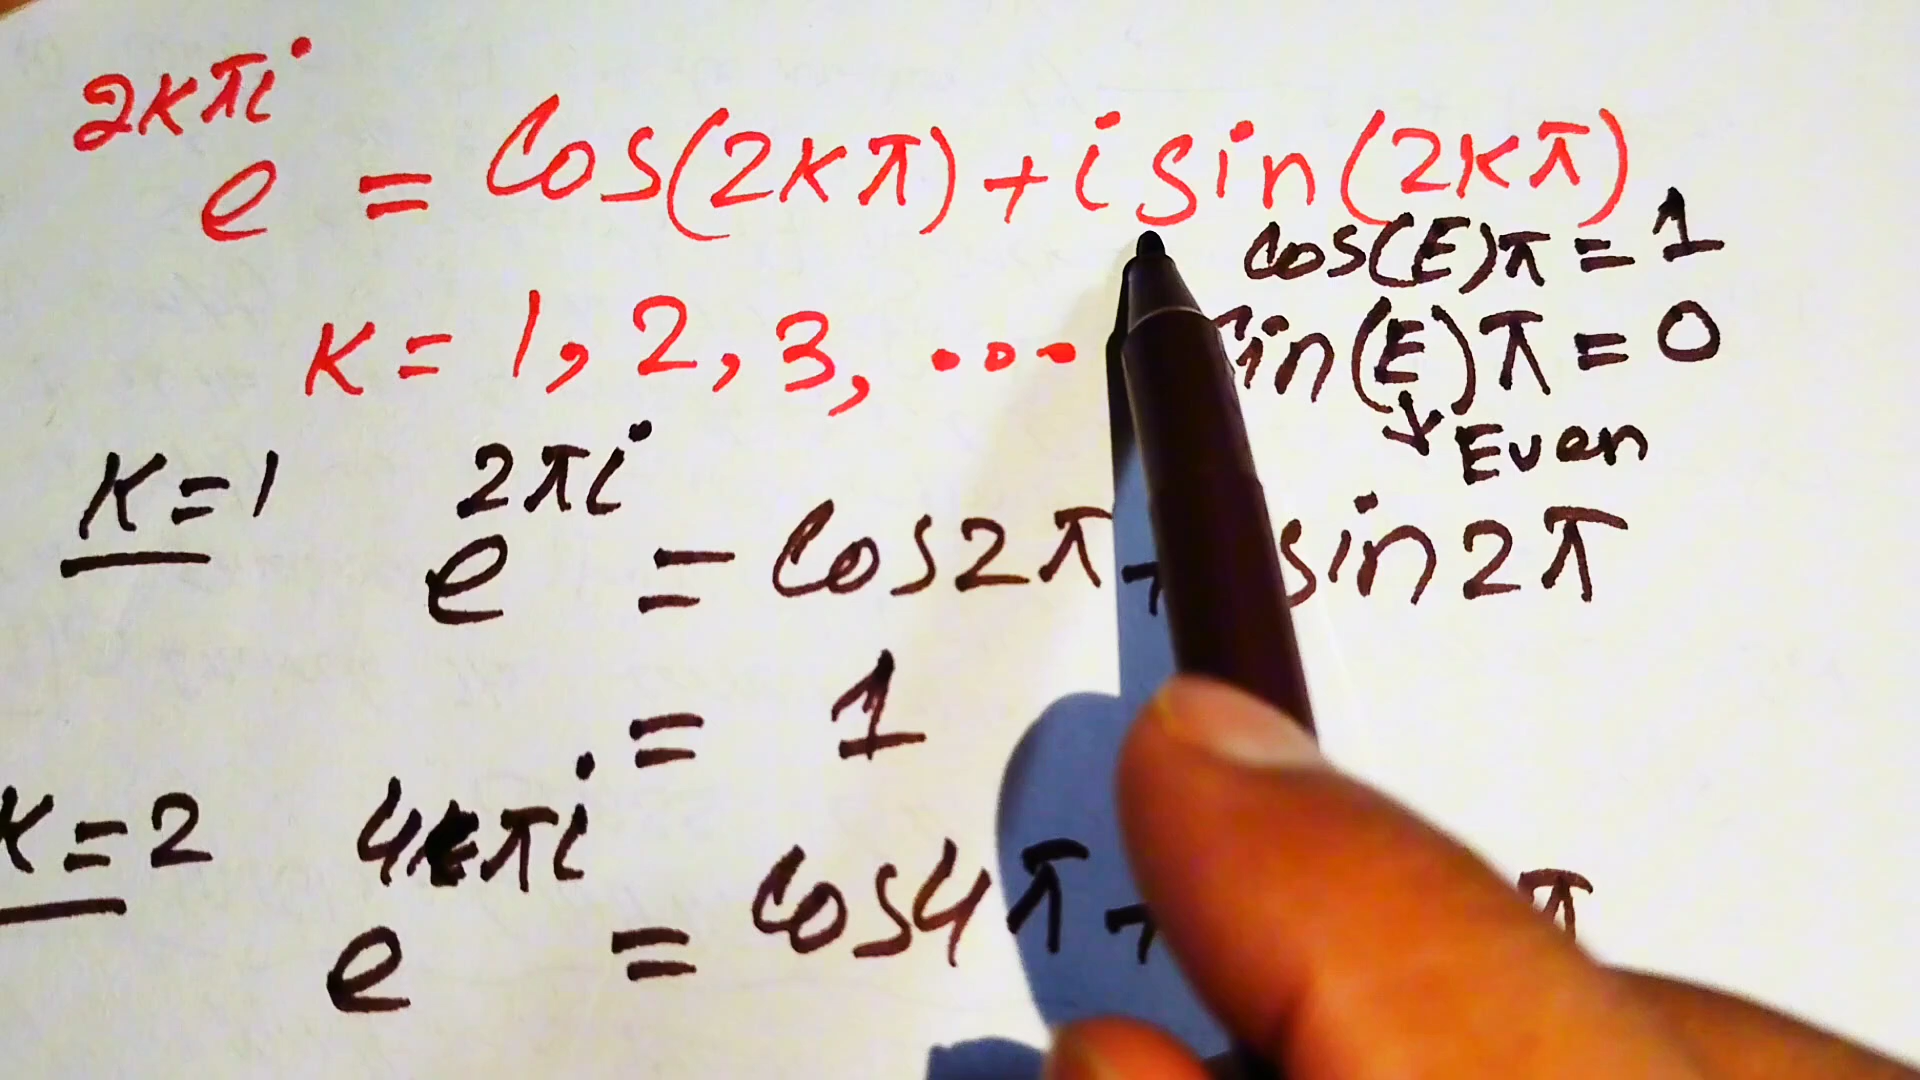 e^{2kπi} = Cos(2kπ) + i sin(2kπ)
cos(E)π = 1
k = 1, 2, 3, ...
in(E)π = 0
Even
K=1 e^{2πi} = Cos2π + sin2π
= 1
K=2 e^{4πi} = Cos4π + π